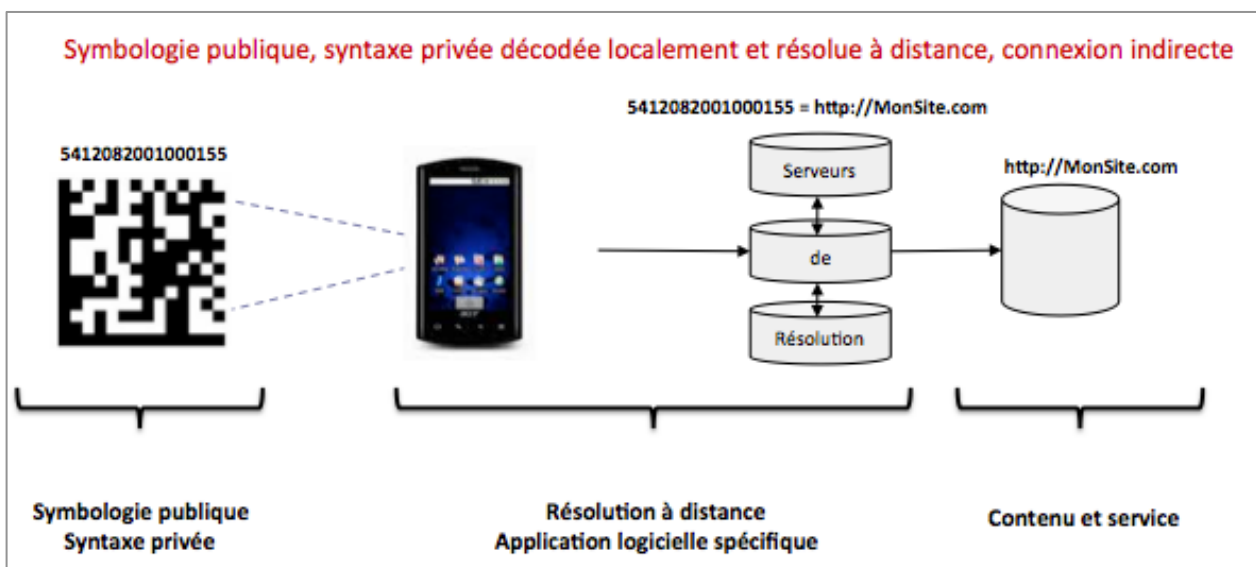 Symbologie publique, syntaxe privée décodée localement et résolue à distance, connexion indirecte
5412082001000155 = http://MonSite.com
5412082001000155
http://MonSite.com
Serveurs
de
Résolution
Symbologie publique
Syntaxe privée
Résolution à distance
Application logicielle spécifique
Contenu et service